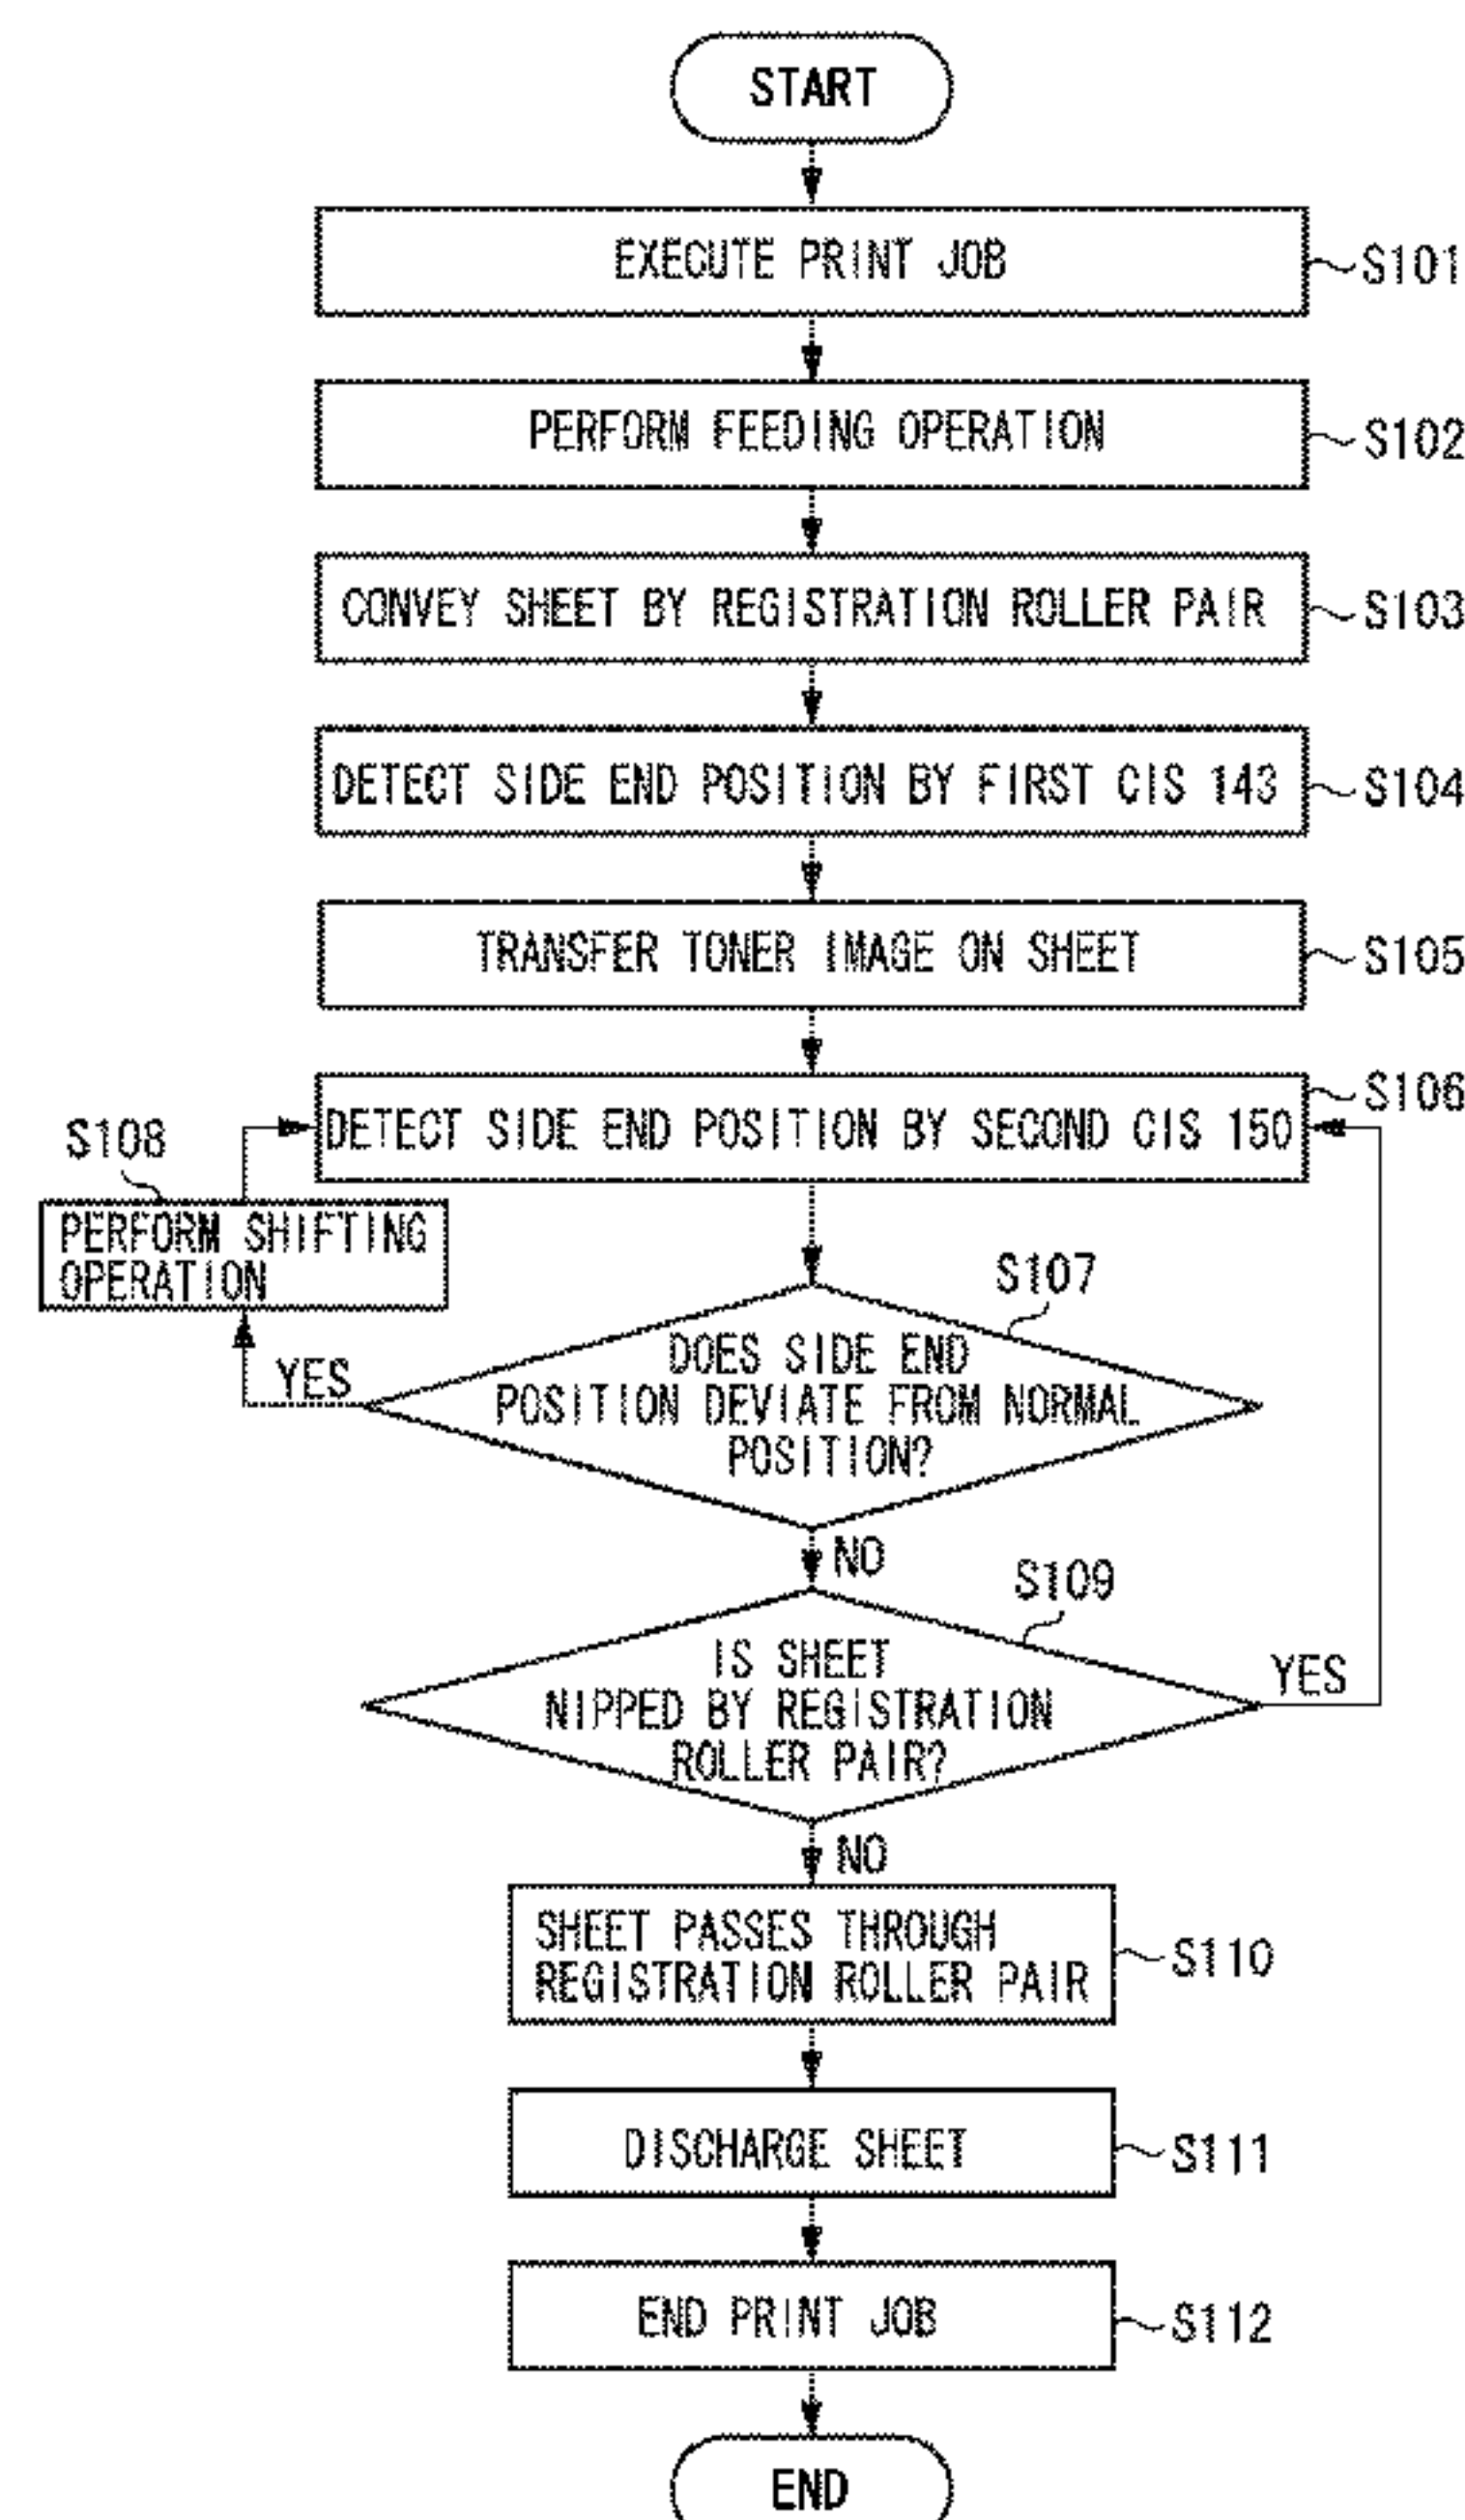 START
EXECUTE PRINT JOB
S101
PERFORM FEEDING OPERATION
S102
CONVEY SHEET BY REGISTRATION ROLLER PAIR
S103
DETECT SIDE END POSITION BY FIRST CIS 143
S104
TRANSFER TONER IMAGE ON SHEET
S105
DETECT SIDE END POSITION BY SECOND CIS 150
S106
S108
PERFORM SHIFTING
OPERATION
S107
DOES SIDE END
POSITION DEVIATE FROM NORMAL
POSITION?
YES
NO
S109
IS SHEET
NIPPED BY REGISTRATION
ROLLER PAIR?
YES
NO
SHEET PASSES THROUGH
REGISTRATION ROLLER PAIR
S110
DISCHARGE SHEET
S111
END PRINT JOB
S112
END